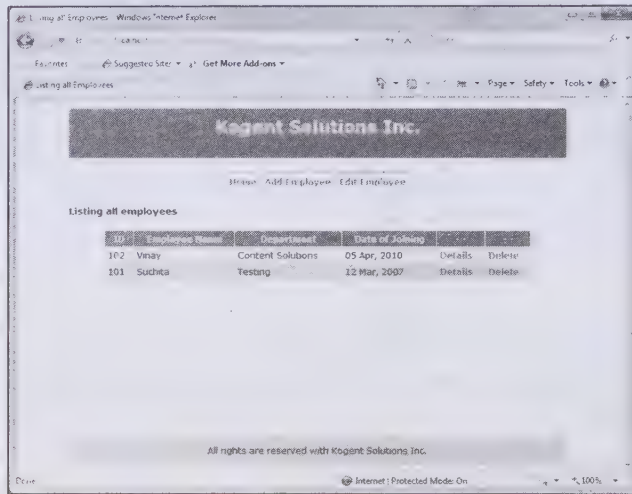 Windows Internet Explorer
Favorites Suggested Sites Get More Add-ons
Listing all Employees Page Safety Tools
Kogent Solutions Inc.
Home Add Employee Edit Employee
Listing all employees
ID Employee Name Department Date of Joining
102 Vinay Content Solutions 05 Apr, 2010 Details Delete
101 Suchita Testing 12 Mar, 2007 Details Delete
All rights are reserved with Kogent Solutions Inc.
Done Internet | Protected Mode: On 100%